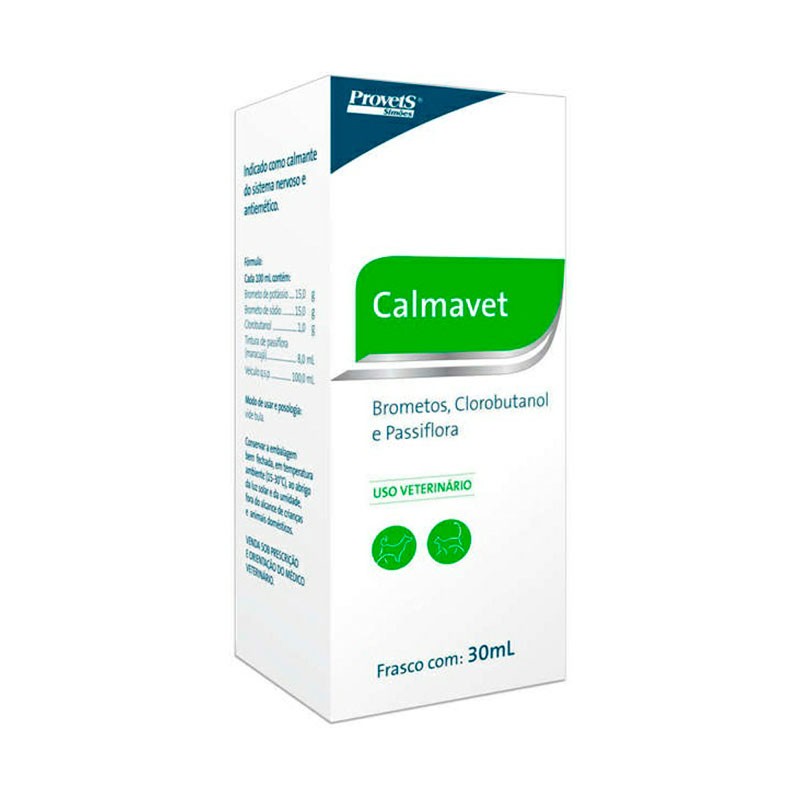 Provets®
Simões
Calmavet
Brometos, Clorobutanol
e Passiflora
USO VETERINÁRIO
Frasco com: 30mL
Indicado como calmante
do sistema nervoso e
antiemético.
Fórmula:
Cada 100 mL contém:
Brometo de potássio .... 15,0 g
Brometo de sódio ........ 15,0 g
Clorobutanol ............... 1,0 g
Tintura de passiflora
(maracujá) .................. 8,0 mL
Veículo q.s.p. ............ 100,0 mL
Modo de usar e posologia:
vide bula.
Conservar a embalagem
bem fechada, em temperatura
ambiente (15-30°C), ao abrigo
da luz solar e da umidade,
fora do alcance de crianças
e animais domésticos.
VENDA SOB PRESCRIÇÃO
E ORIENTAÇÃO DO MÉDICO
VETERINÁRIO.